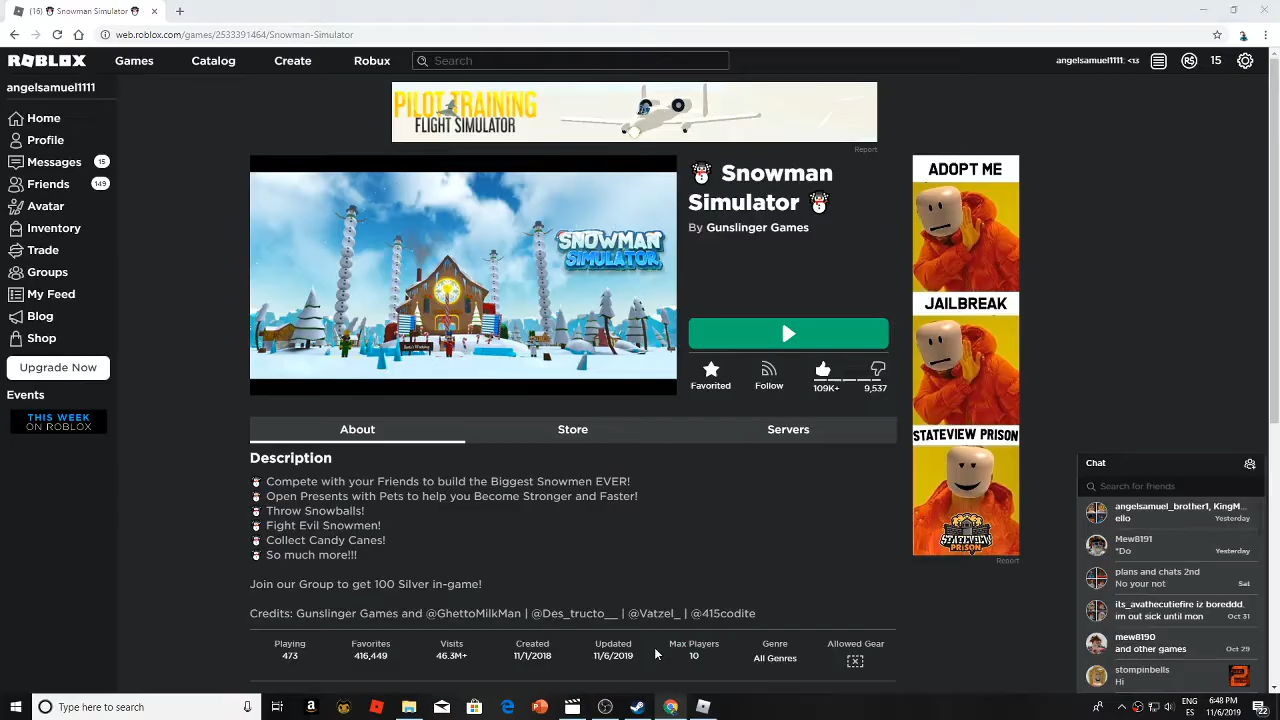 (16) ☃ Snowman Simulator ☃
web.roblox.com/games/2533391464/Snowman-Simulator
ROBLOX
Games
Catalog
Create
Robux
Search
angelsamuel1111: <13
15
angelsamuel1111
Home
Profile
Messages 15
Friends 149
Avatar
Inventory
Trade
Groups
My Feed
Blog
Shop
Upgrade Now
Events
THIS WEEK
ON ROBLOX
PILOT TRAINING
FLIGHT SIMULATOR
Report
SNOWMAN
SIMULATOR
☃ Snowman
Simulator ☃
By Gunslinger Games
Favorited
Follow
109K+
9,537
About
Store
Servers
Description
☃ Compete with your Friends to build the Biggest Snowmen EVER!
☃ Open Presents with Pets to help you Become Stronger and Faster!
☃ Throw Snowballs!
☃ Fight Evil Snowmen!
☃ Collect Candy Canes!
☃ So much more!!!
Join our Group to get 100 Silver in-game!
Credits: Gunslinger Games and @GhettoMilkMan | @Des_tructo__ | @Vatzel_ | @415codite
Playing
473
Favorites
416,449
Visits
46.3M+
Created
11/1/2018
Updated
11/6/2019
Max Players
10
Genre
All Genres
Allowed Gear
ADOPT ME
JAILBREAK
STATEVIEW PRISON
STATEVIEW
PRISON
Report
Chat
Search for friends
angelsamuel_brother1, KingM...
elio Yesterday
Mew8191
*Do Yesterday
plans and chats 2nd
No your not Sat
its_avathecutiefire iz boreddd.
im out sick until mon Oct 31
mew8190
and other games Oct 29
stompinbells
Hi
Type here to search
ENG
ES
6:48 PM
11/6/2019
22